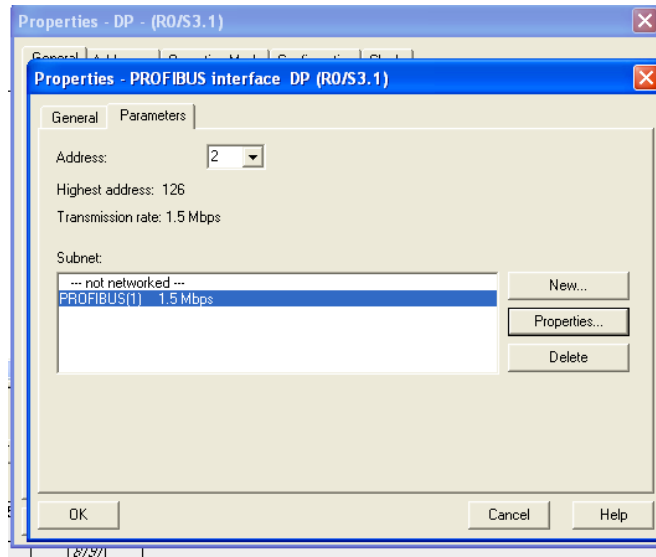 Properties - DP - (R0/S3.1)
General
Properties - PROFIBUS interface DP (R0/S3.1)
General Parameters
Address: 2
Highest address: 126
Transmission rate: 1.5 Mbps
Subnet:
--- not networked ---
PROFIBUS(1) 1.5 Mbps
New...
Properties...
Delete
OK Cancel Help